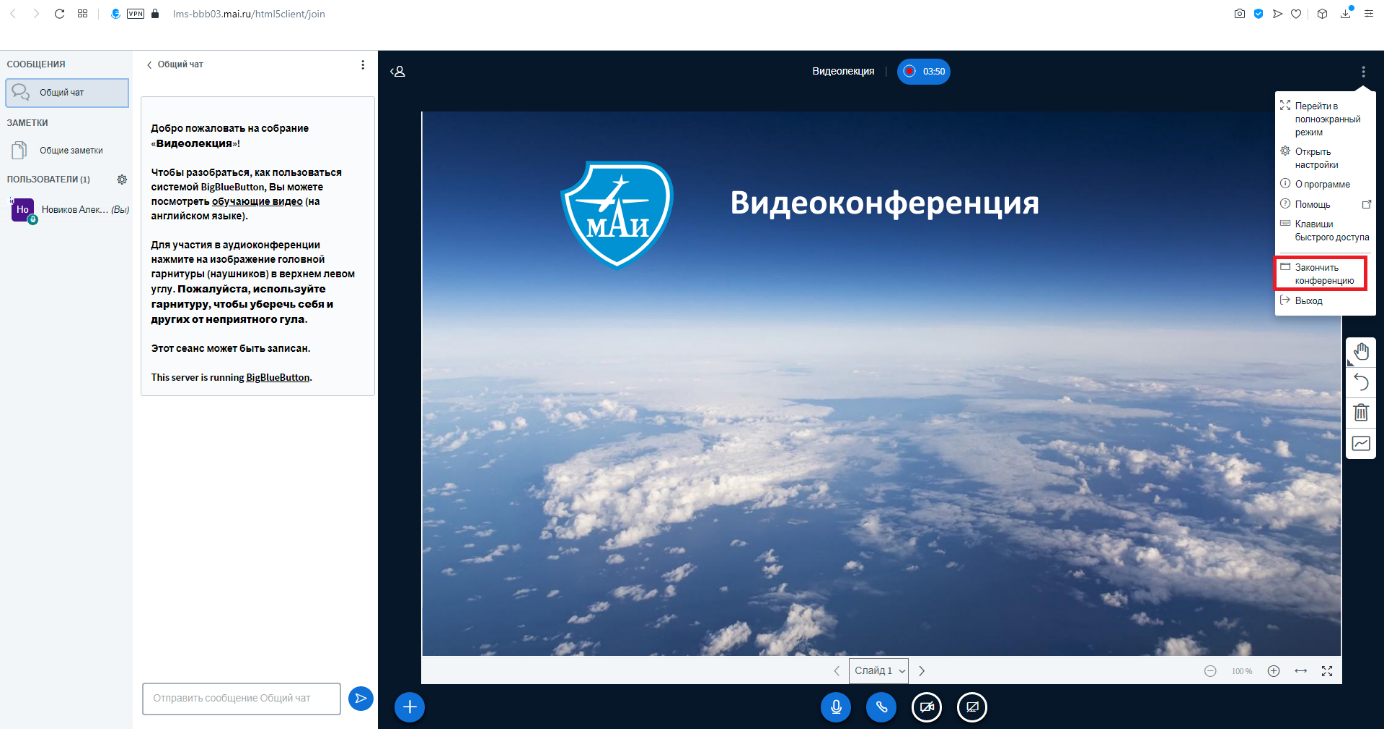 VPN
lms-bbb03.mai.ru/html5client/join
СООБЩЕНИЯ
Общий чат
ЗАМЕТКИ
Общие заметки
ПОЛЬЗОВАТЕЛИ (1)
Но
Новиков Алек... (Вы)
Общий чат
Добро пожаловать на собрание
«Видеолекция»!
Чтобы разобраться, как пользоваться
системой BigBlueButton, Вы можете
посмотреть обучающие видео (на
английском языке).
Для участия в аудиоконференции
нажмите на изображение головной
гарнитуры (наушников) в верхнем левом
углу. Пожалуйста, используйте
гарнитуру, чтобы уберечь себя и
других от неприятного гула.
Этот сеанс может быть записан.
This server is running BigBlueButton.
Отправить сообщение Общий чат
Видеолекция
03:50
МАИ
Видеоконференция
Перейти в
полноэкранный
режим
Открыть
настройки
О программе
Помощь
Клавиши
быстрого доступа
Закончить
конференцию
Выход
Слайд 1
100 %